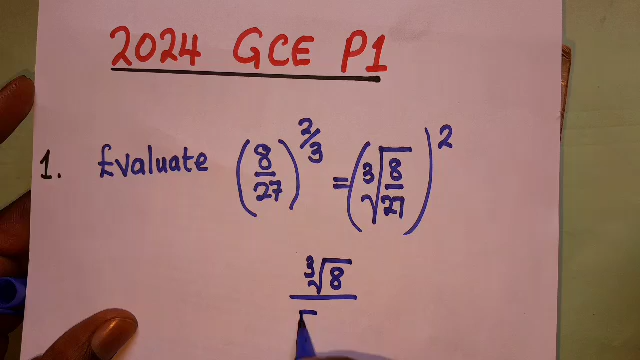 2024 GCE P1
1. Evaluate (8/27)^2/3 = (∛8/27)^2
∛8